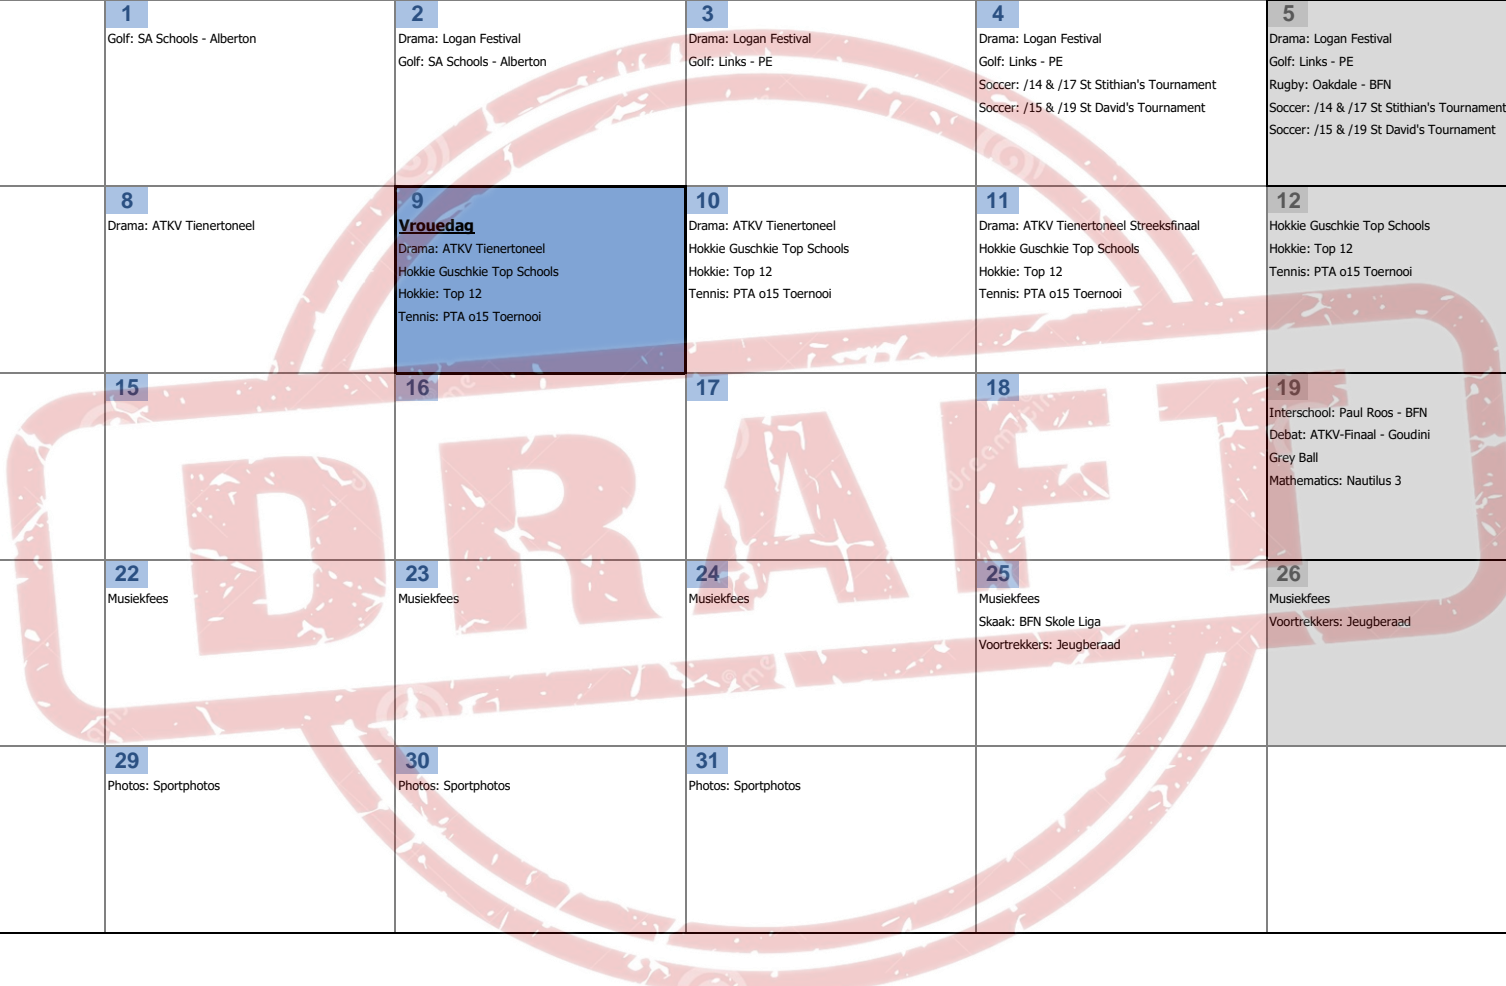 1
Golf: SA Schools - Alberton
2
Drama: Logan Festival
Golf: SA Schools - Alberton
3
Drama: Logan Festival
Golf: Links - PE
4
Drama: Logan Festival
Golf: Links - PE
Soccer: /14 & /17 St Stithian's Tournament
Soccer: /15 & /19 St David's Tournament
5
Drama: Logan Festival
Golf: Links - PE
Rugby: Oakdale - BFN
Soccer: /14 & /17 St Stithian's Tournament
Soccer: /15 & /19 St David's Tournament
8
Drama: ATKV Tienertoneel
9
Vrouedag
Drama: ATKV Tienertoneel
Hokkie Guschkie Top Schools
Hokkie: Top 12
Tennis: PTA o15 Toernooi
10
Drama: ATKV Tienertoneel
Hokkie Guschkie Top Schools
Hokkie: Top 12
Tennis: PTA o15 Toernooi
11
Drama: ATKV Tienertoneel Streeksfinaal
Hokkie Guschkie Top Schools
Hokkie: Top 12
Tennis: PTA o15 Toernooi
12
Hokkie Guschkie Top Schools
Hokkie: Top 12
Tennis: PTA o15 Toernooi
15
16
17
18
19
Interschool: Paul Roos - BFN
Debat: ATKV-Finaal - Goudini
Grey Ball
Mathematics: Nautilus 3
DRAFT
22
Musiekfees
23
Musiekfees
24
Musiekfees
25
Musiekfees
Skaak: BFN Skole Liga
Voortrekkers: Jeugberaad
26
Musiekfees
Voortrekkers: Jeugberaad
29
Photos: Sportphotos
30
Photos: Sportphotos
31
Photos: Sportphotos